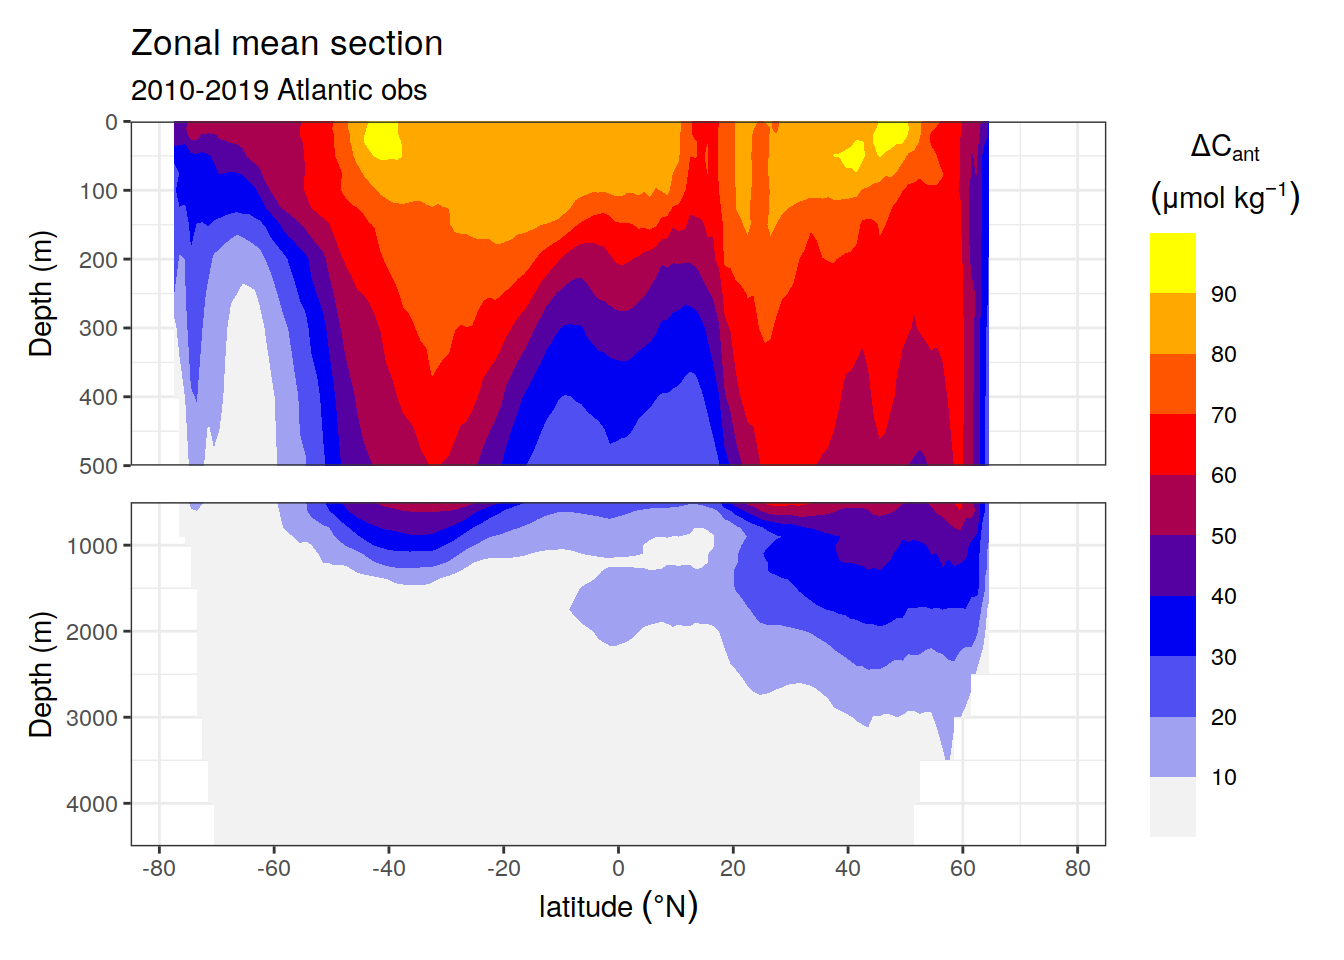 Zonal mean section
2010-2019 Atlantic obs
Depth (m)
0
100
200
300
400
500
Depth (m)
1000
2000
3000
4000
-80 -60 -40 -20 0 20 40 60 80
latitude (°N)
ΔCant
(μmol kg⁻¹)
90
80
70
60
50
40
30
20
10